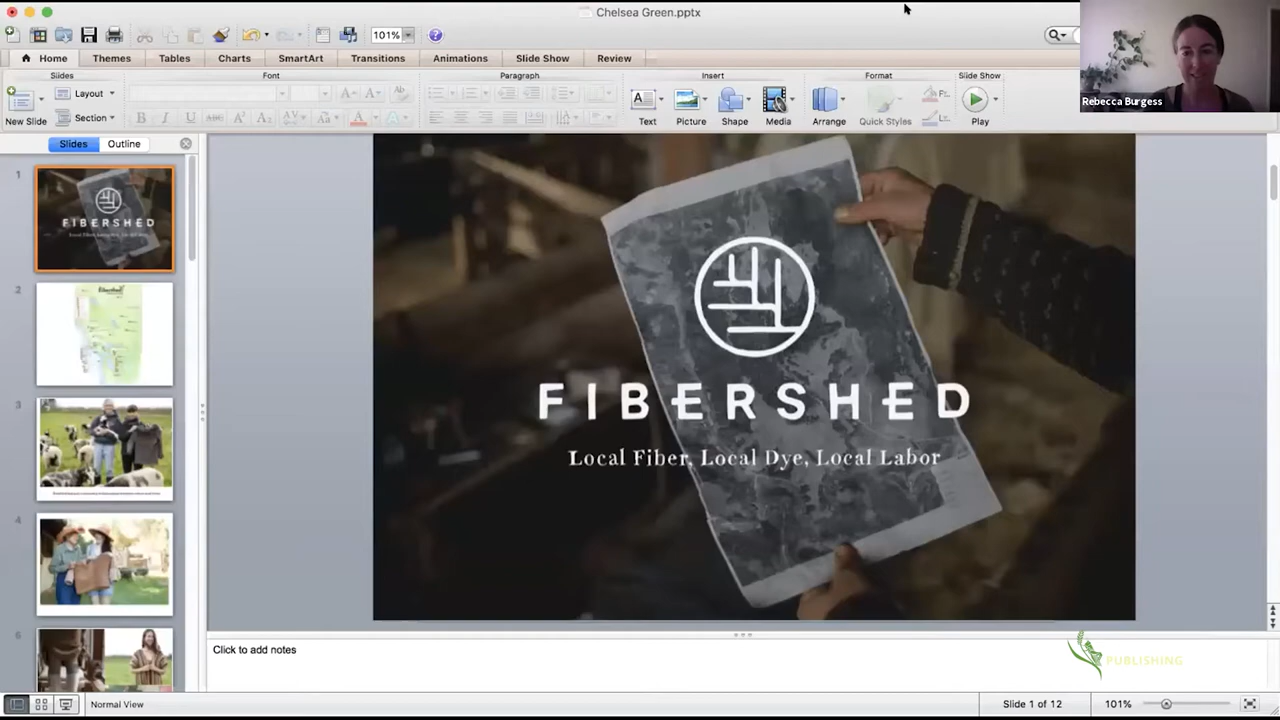 Chelsea Green.pptx
101%
Home Themes Tables Charts SmartArt Transitions Animations Slide Show Review
Slides Font Paragraph Insert Format Slide Show
Layout
Section
New Slide Text Picture Shape Media Arrange Quick Styles Play
Rebecca Burgess
Slides Outline
1
FIBERSHED
2
Fibershed
3
4
6
FIBERSHED
Local Fiber, Local Dye, Local Labor
Click to add notes
PUBLISHING
Normal View
Slide 1 of 12
101%